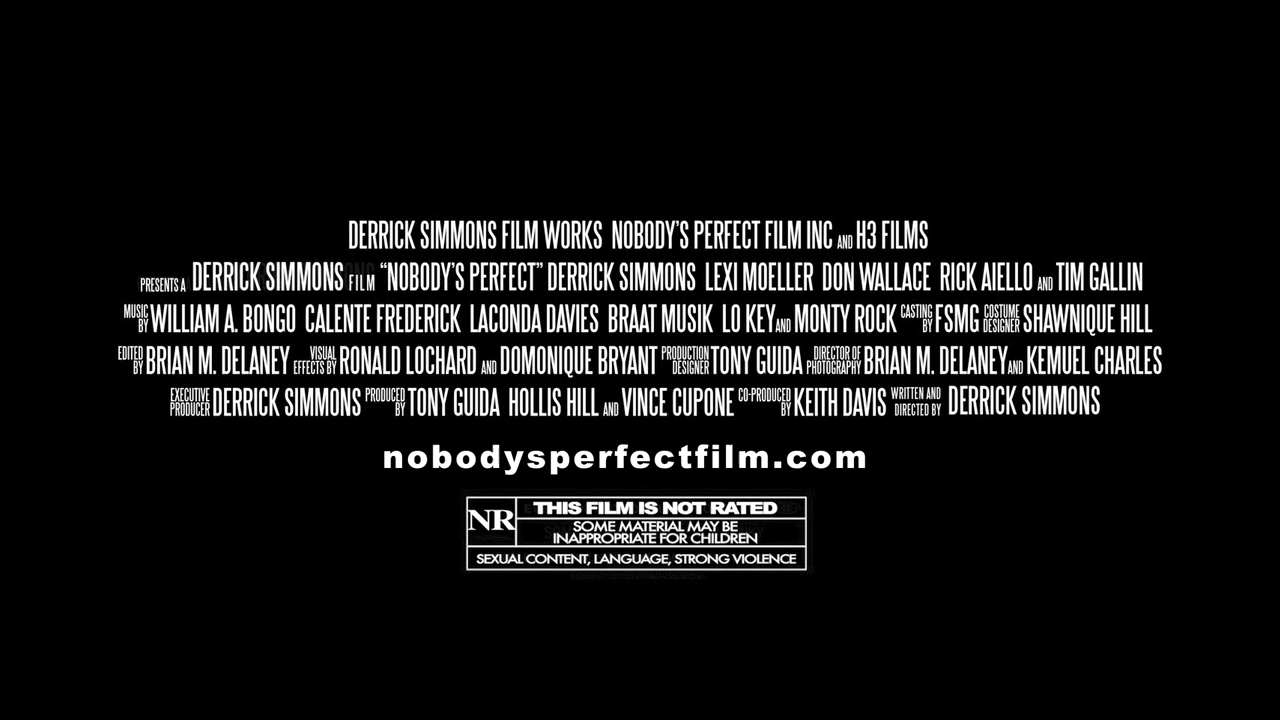 DERRICK SIMMONS FILM WORKS NOBODY'S PERFECT FILM INC AND H3 FILMS
PRESENTS A DERRICK SIMMONS FILM “NOBODY'S PERFECT” DERRICK SIMMONS LEXI MOELLER DON WALLACE RICK AIELLO AND TIM GALLIN
MUSIC BY WILLIAM A. BONGO CALENTE FREDERICK LACONDA DAVIES BRAAT MUSIK LO KEY AND MONTY ROCK CASTING BY FSMG COSTUME DESIGNER SHAWNIQUE HILL
EDITED BY BRIAN M. DELANEY VISUAL EFFECTS BY RONALD LOCHARD AND DOMONIQUE BRYANT PRODUCTION DESIGNER TONY GUIDA DIRECTOR OF PHOTOGRAPHY BRIAN M. DELANEY AND KEMUEL CHARLES
EXECUTIVE PRODUCER DERRICK SIMMONS PRODUCED BY TONY GUIDA HOLLIS HILL AND VINCE CUPONE CO-PRODUCED BY KEITH DAVIS WRITTEN AND DIRECTED BY DERRICK SIMMONS
nobodysperfectfilm.com
NR THIS FILM IS NOT RATED
SOME MATERIAL MAY BE
INAPPROPRIATE FOR CHILDREN
SEXUAL CONTENT, LANGUAGE, STRONG VIOLENCE